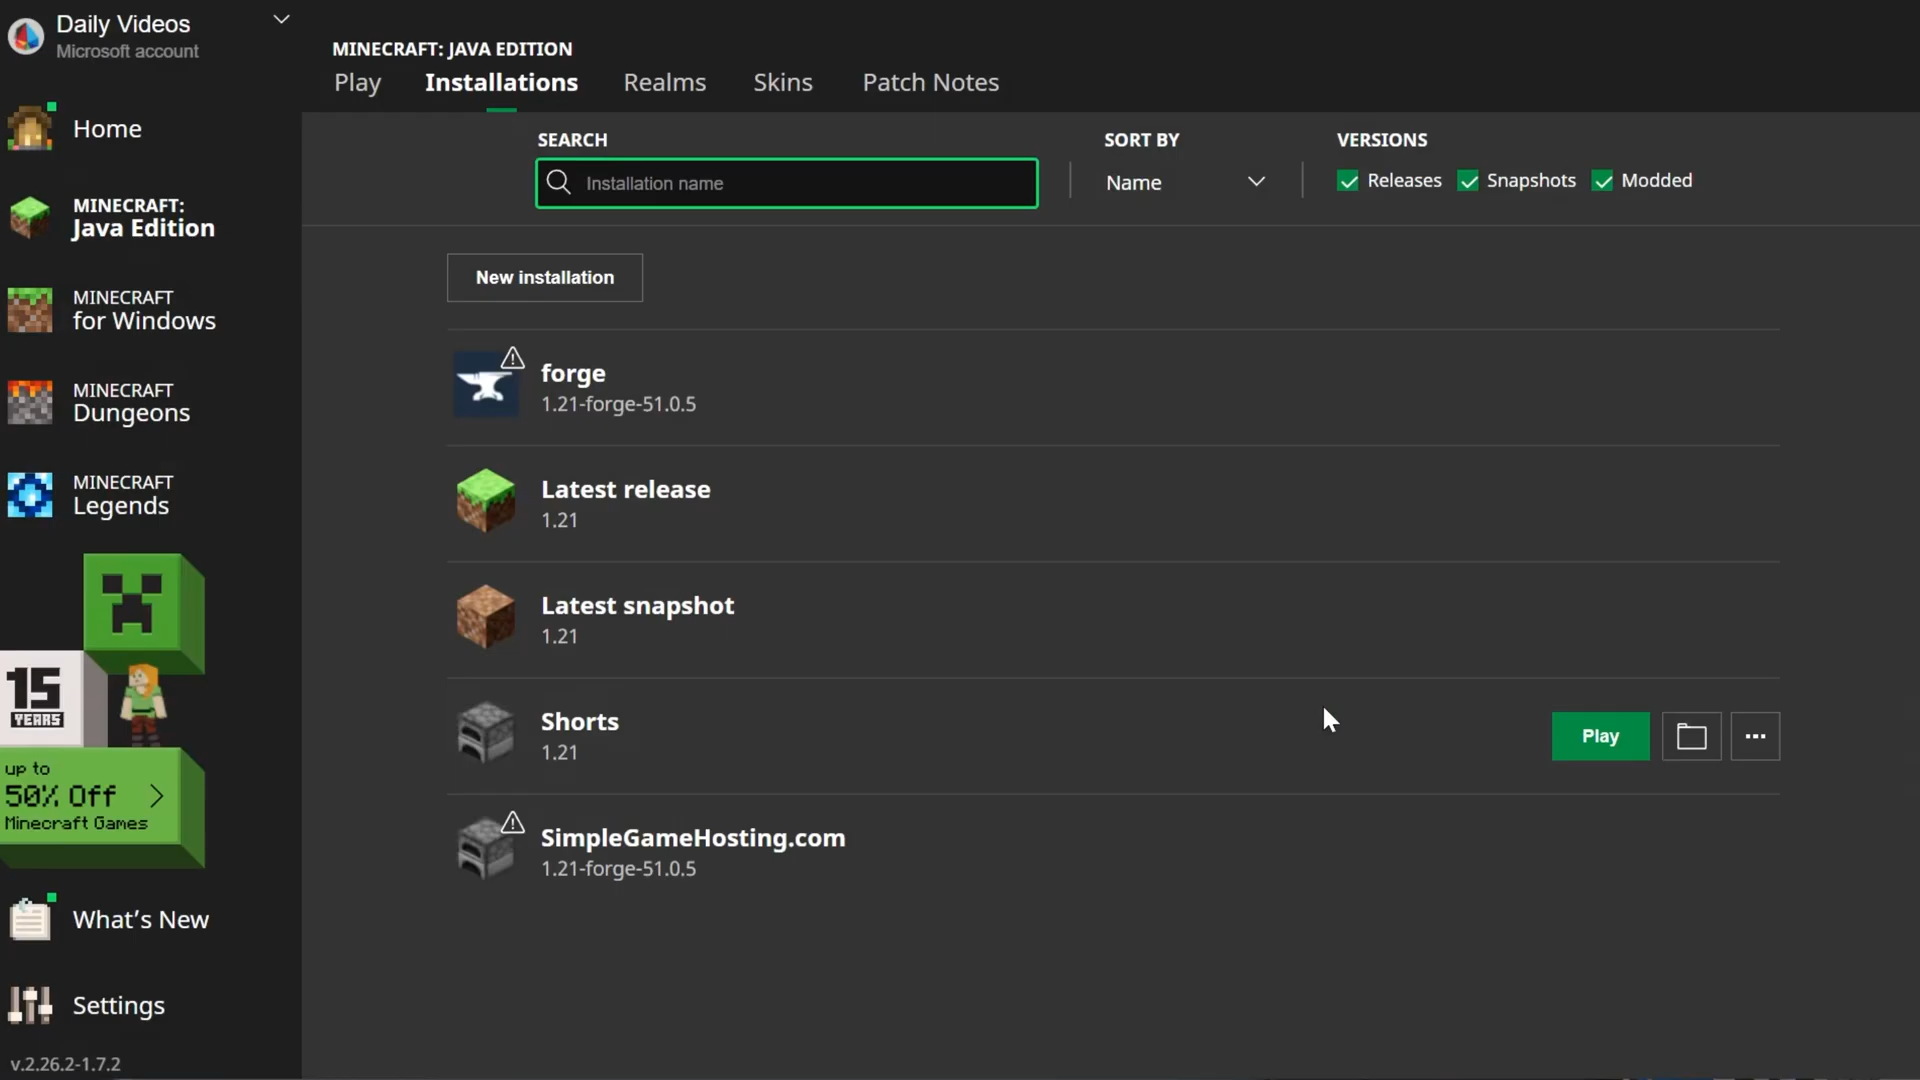 Daily Videos
Microsoft account
Home
MINECRAFT:
Java Edition
MINECRAFT
for Windows
MINECRAFT
Dungeons
MINECRAFT
Legends
15
YEARS
up to
50% Off
Minecraft Games
What's New
Settings
v.2.26.2-1.7.2
MINECRAFT: JAVA EDITION
Play Installations Realms Skins Patch Notes
SEARCH SORT BY VERSIONS
Installation name Name Releases Snapshots Modded
New installation
forge
1.21-forge-51.0.5
Latest release
1.21
Latest snapshot
1.21
Shorts
1.21
Play
SimpleGameHosting.com
1.21-forge-51.0.5